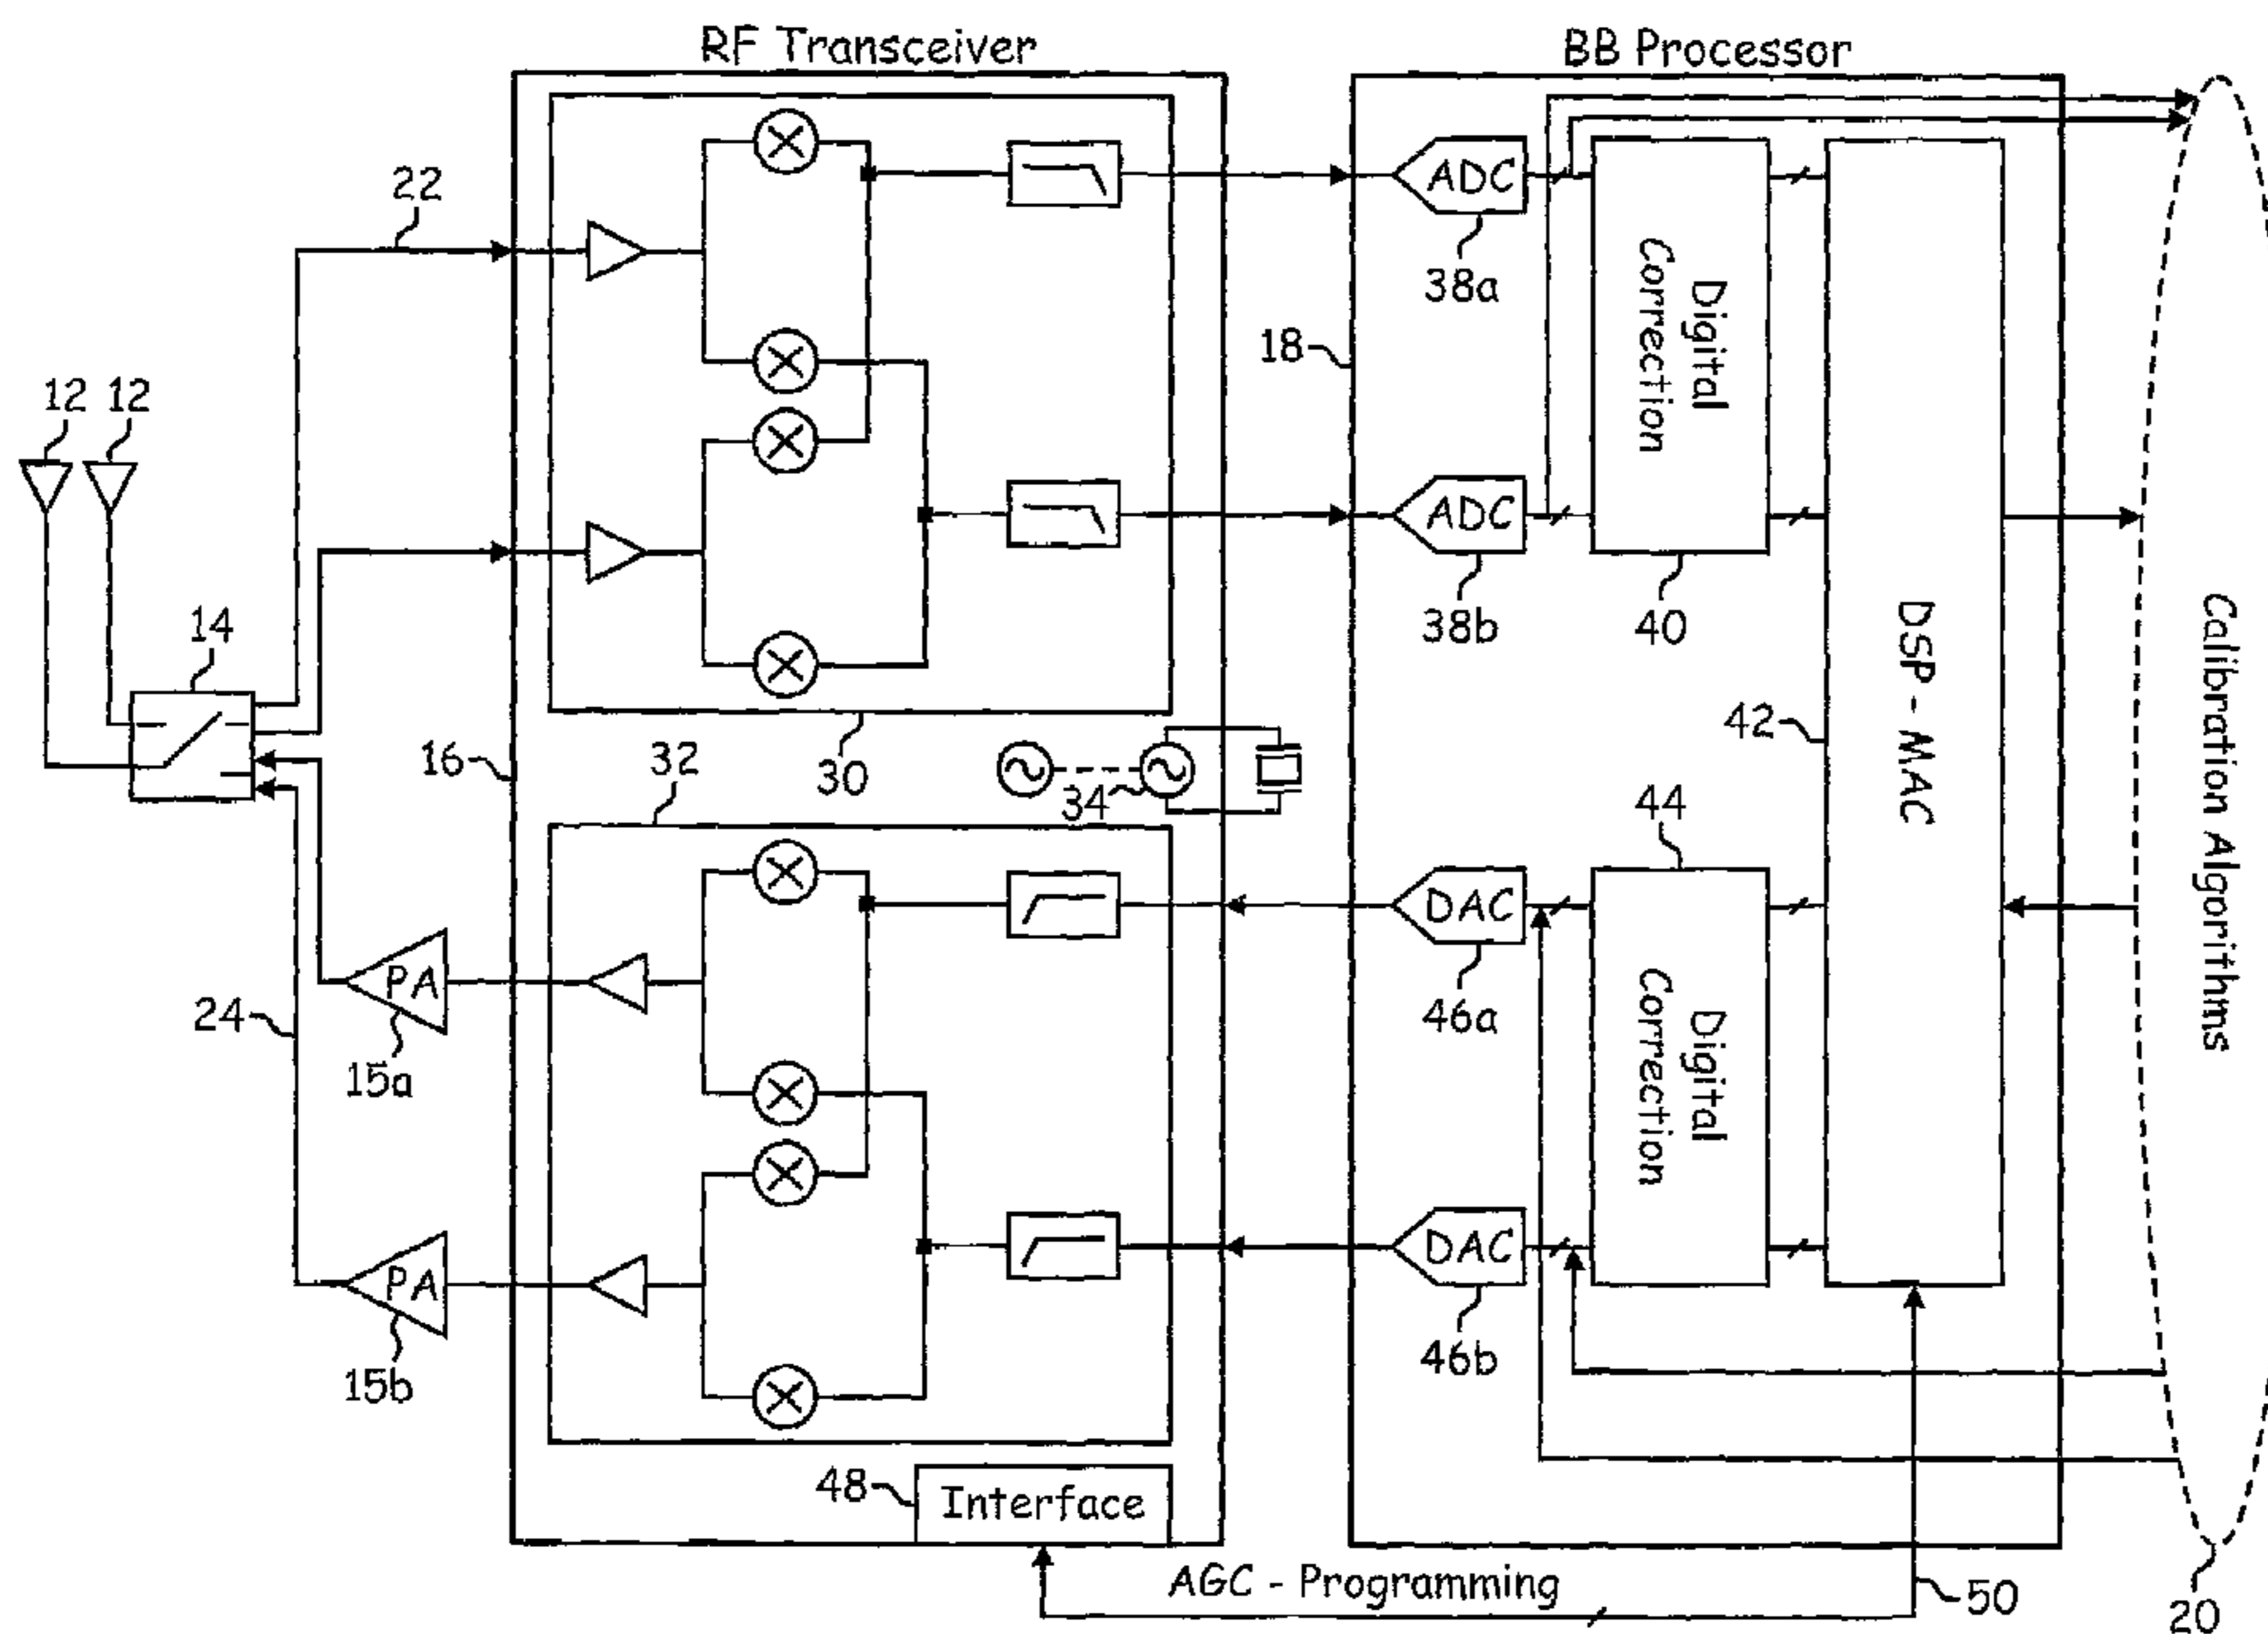 RF Transceiver
BB Processor
22
ADC
38a
Digital
Correction
18
12 12
ADC
38b
40
14
DSP - MAC
42
Calibration Algorithms
16
32
30
34
44
DAC
46a
PA
15a
24
Digital
Correction
DAC
46b
PA
15b
48
Interface
AGC - Programming
50
20